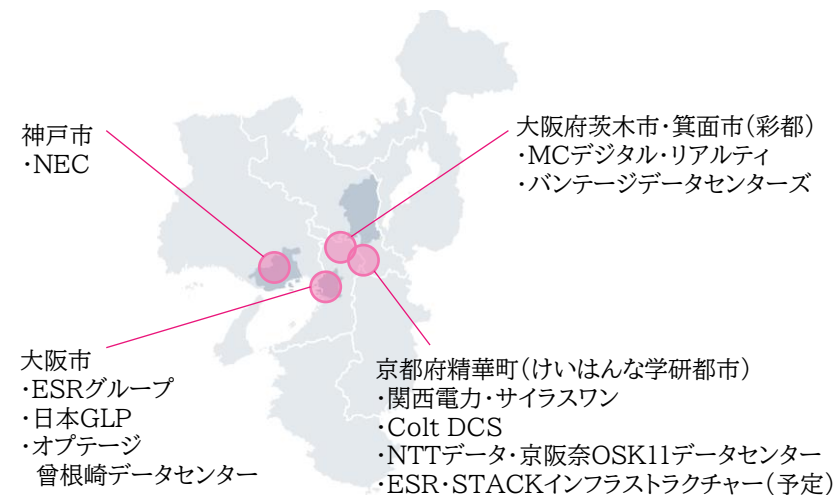 神戸市
・NEC
大阪府茨木市・箕面市（彩都）
・MCデジタル・リアルティ
・バンテージデータセンターズ
大阪市
・ESRグループ
・日本GLP
・オプテージ
曾根崎データセンター
京都府精華町（けいはんな学研都市）
・関西電力・サイラスワン
・Colt DCS
・NTTデータ・京阪奈OSK11データセンター
・ESR・STACKインフラストラクチャー（予定）